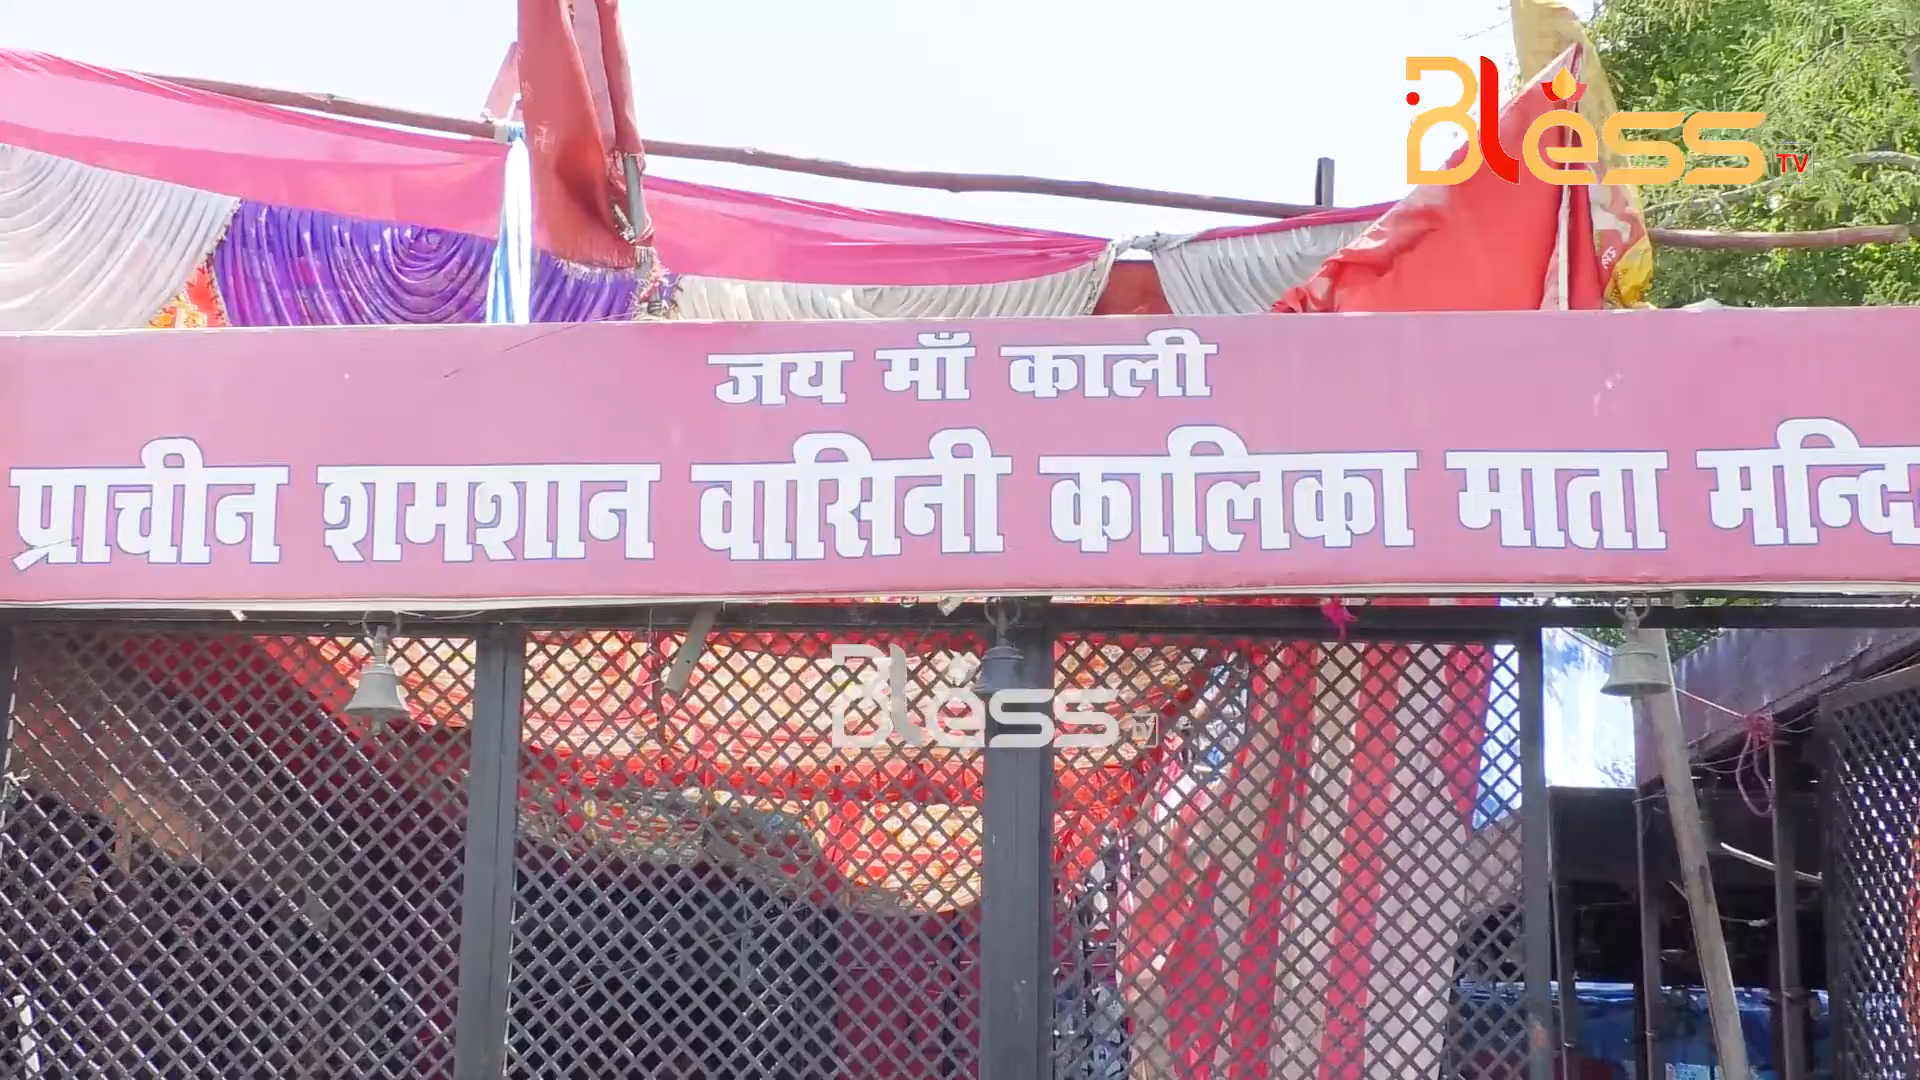 Bless TV
जय माँ काली
प्राचीन शमशान वासिनी कालिका माता मन्दि
Bless TV